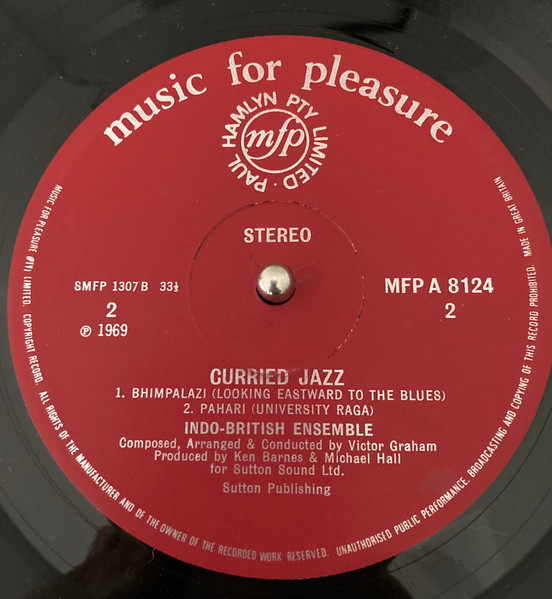 music for pleasure
PAUL HAMLYN PTY LIMITED ·
mfp
STEREO
SMFP 1307 B 33⅓
2
℗ 1969
MFP A 8124
2
CURRIED JAZZ
1. BHIMPALAZI (LOOKING EASTWARD TO THE BLUES)
2. PAHARI (UNIVERSITY RAGA)
INDO-BRITISH ENSEMBLE
Composed, Arranged & Conducted by Victor Graham
Produced by Ken Barnes & Michael Hall
for Sutton Sound Ltd.
Sutton Publishing
MUSIC FOR PLEASURE (PTY) LIMITED. COPYRIGHT RECORD. ALL RIGHTS OF THE MANUFACTURER AND OF THE OWNER OF THE RECORDED WORK RESERVED. UNAUTHORISED PUBLIC PERFORMANCE, BROADCASTING AND COPYING OF THIS RECORD PROHIBITED. MADE IN GREAT BRITAIN